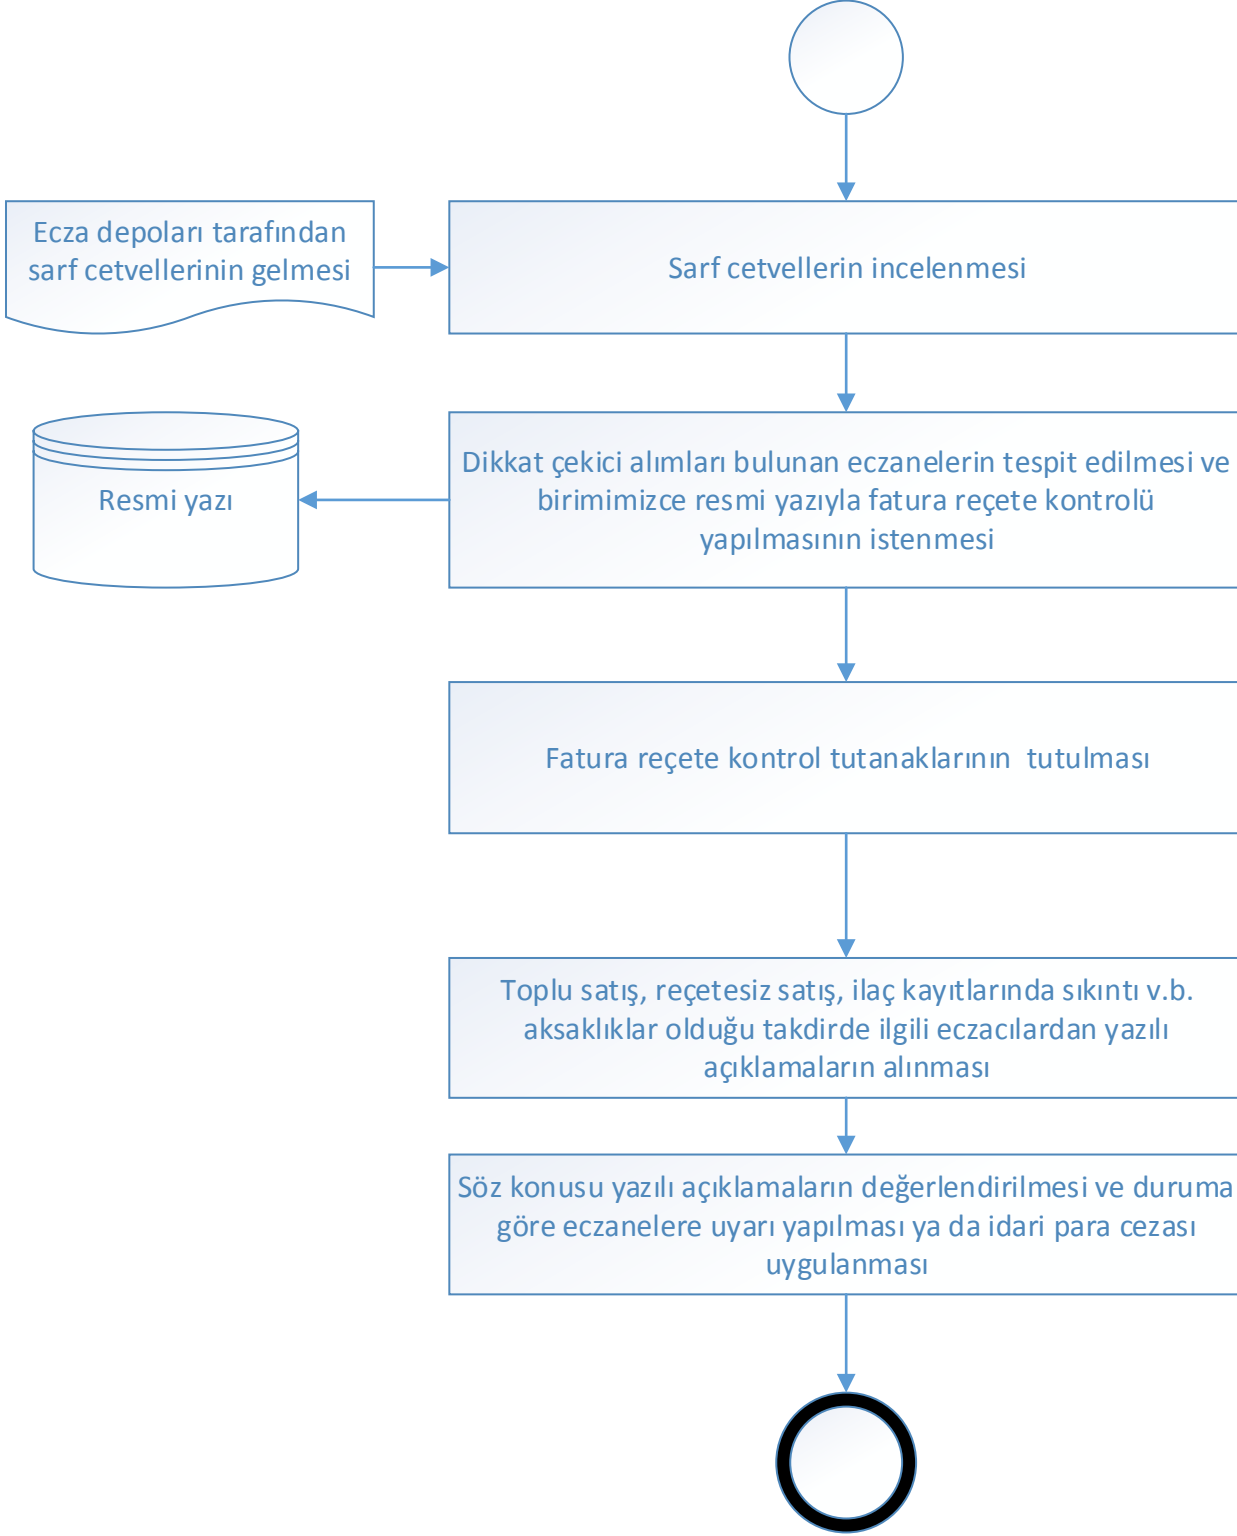 Ecza depoları tarafından
sarf cetvellerinin gelmesi
Sarf cetvellerin incelenmesi
Dikkat çekici alımları bulunan eczanelerin tespit edilmesi ve
birimimizce resmi yazıyla fatura reçete kontrolü
yapılmasının istenmesi
Resmi yazı
Fatura reçete kontrol tutanaklarının  tutulması
Toplu satış, reçetesiz satış, ilaç kayıtlarında sıkıntı v.b.
aksaklıklar olduğu takdirde ilgili eczacılardan yazılı
açıklamaların alınması
Söz konusu yazılı açıklamaların değerlendirilmesi ve duruma
göre eczanelere uyarı yapılması ya da idari para cezası
uygulanması